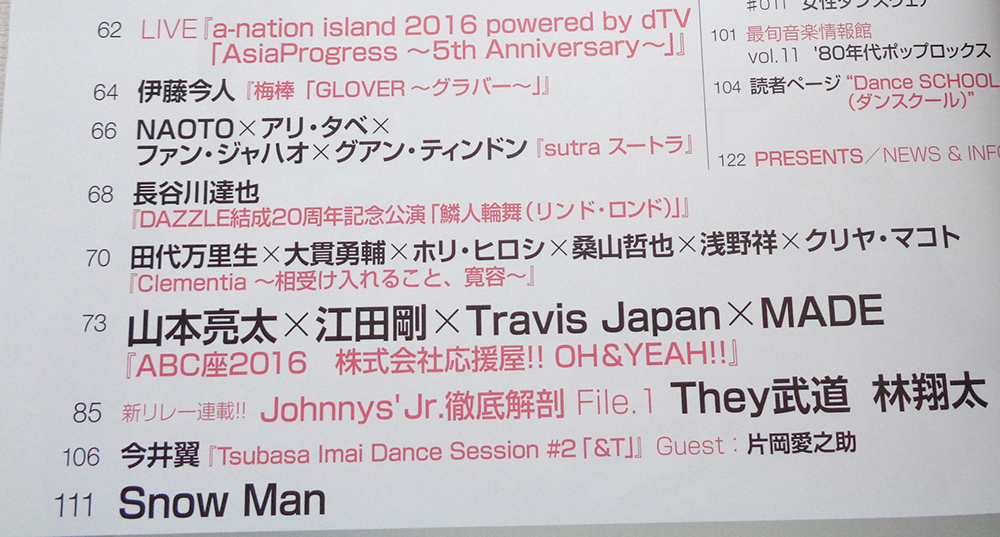 62 LIVE『a-nation island 2016 powered by dTV
「AsiaProgress ～5th Anniversary～」』
64 伊藤今人『梅棒「GLOVER ～グラバー～」』
66 NAOTO×アリ・タベ×
ファン・ジャハオ×グアン・ティンドン『sutra スートラ』
68 長谷川達也
『DAZZLE結成20周年記念公演「鱗人輪舞（リンド・ロンド）」』
70 田代万里生×大貫勇輔×ホリ・ヒロシ×桑山哲也×浅野祥×クリヤ・マコト
『Clementia ～相受け入れること、寛容～』
73 山本亮太×江田剛×Travis Japan×MADE
『ABC座2016 株式会社応援屋!! OH＆YEAH!!』
85 新リレー連載!! Johnnys'Jr.徹底解剖 File.1 They武道 林翔太
106 今井翼『Tsubasa Imai Dance Session #2「&T」』Guest：片岡愛之助
111 Snow Man
#011 女性ダンスウェア
101 最旬音楽情報館
vol.11 '80年代ポップロックス
104 読者ページ “Dance SCHOOL
（ダンスクール）”
122 PRESENTS／NEWS & INFO